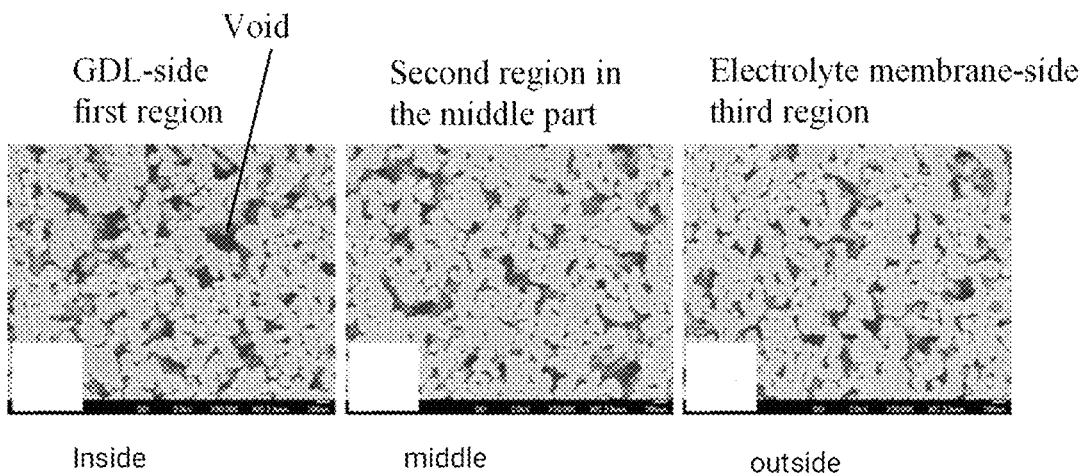 Void
GDL-side
first region
Second region in
the middle part
Electrolyte membrane-side
third region
Inside
middle
outside